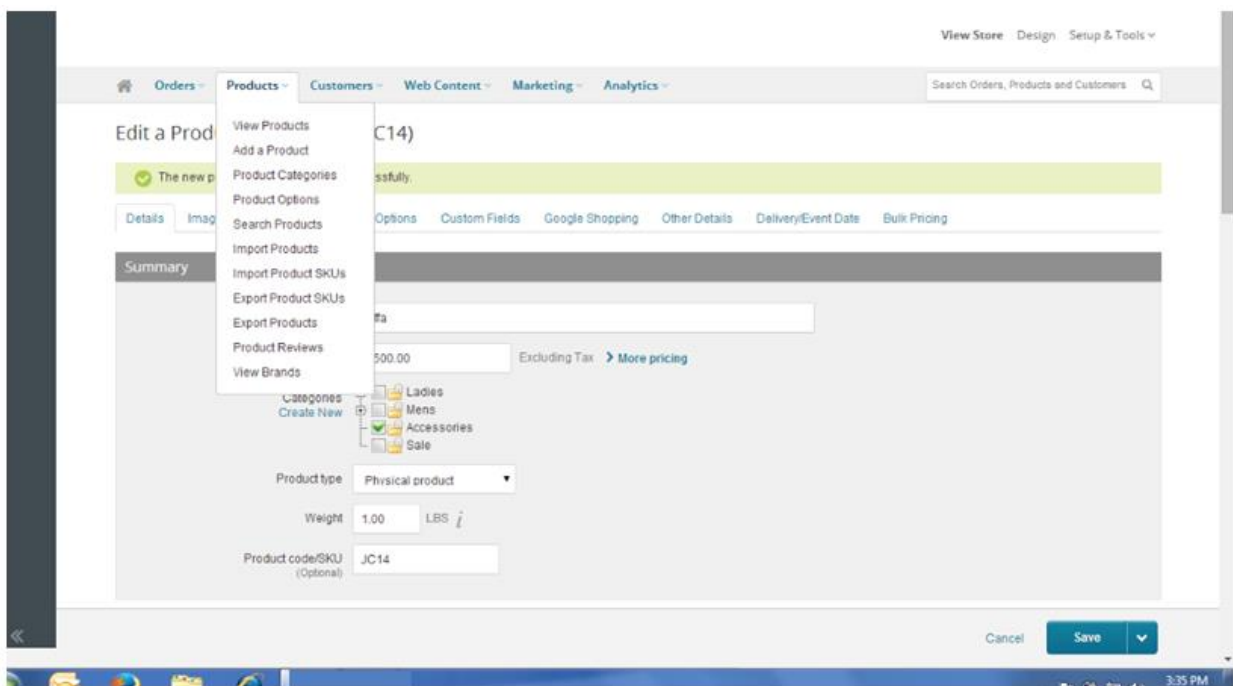 View Store Design Setup & Tools
Orders Products Customers Web Content Marketing Analytics Search Orders, Products and Customers
Edit a Prod C14)
View Products
Add a Product
The new p ssfully.
Product Categories
Product Options
Details Imag Options Custom Fields Google Shopping Other Details Delivery/Event Date Bulk Pricing
Search Products
Import Products
Summary
Import Product SKUs
Export Product SKUs
Export Products
ffa
Product Reviews
500.00 Excluding Tax More pricing
View Brands
Categories Ladies
Create New Mens
Accessories
Sale
Product type Physical product
Weight 1.00 LBS i
Product code/SKU JC14
(Optional)
Cancel Save
3:35 PM